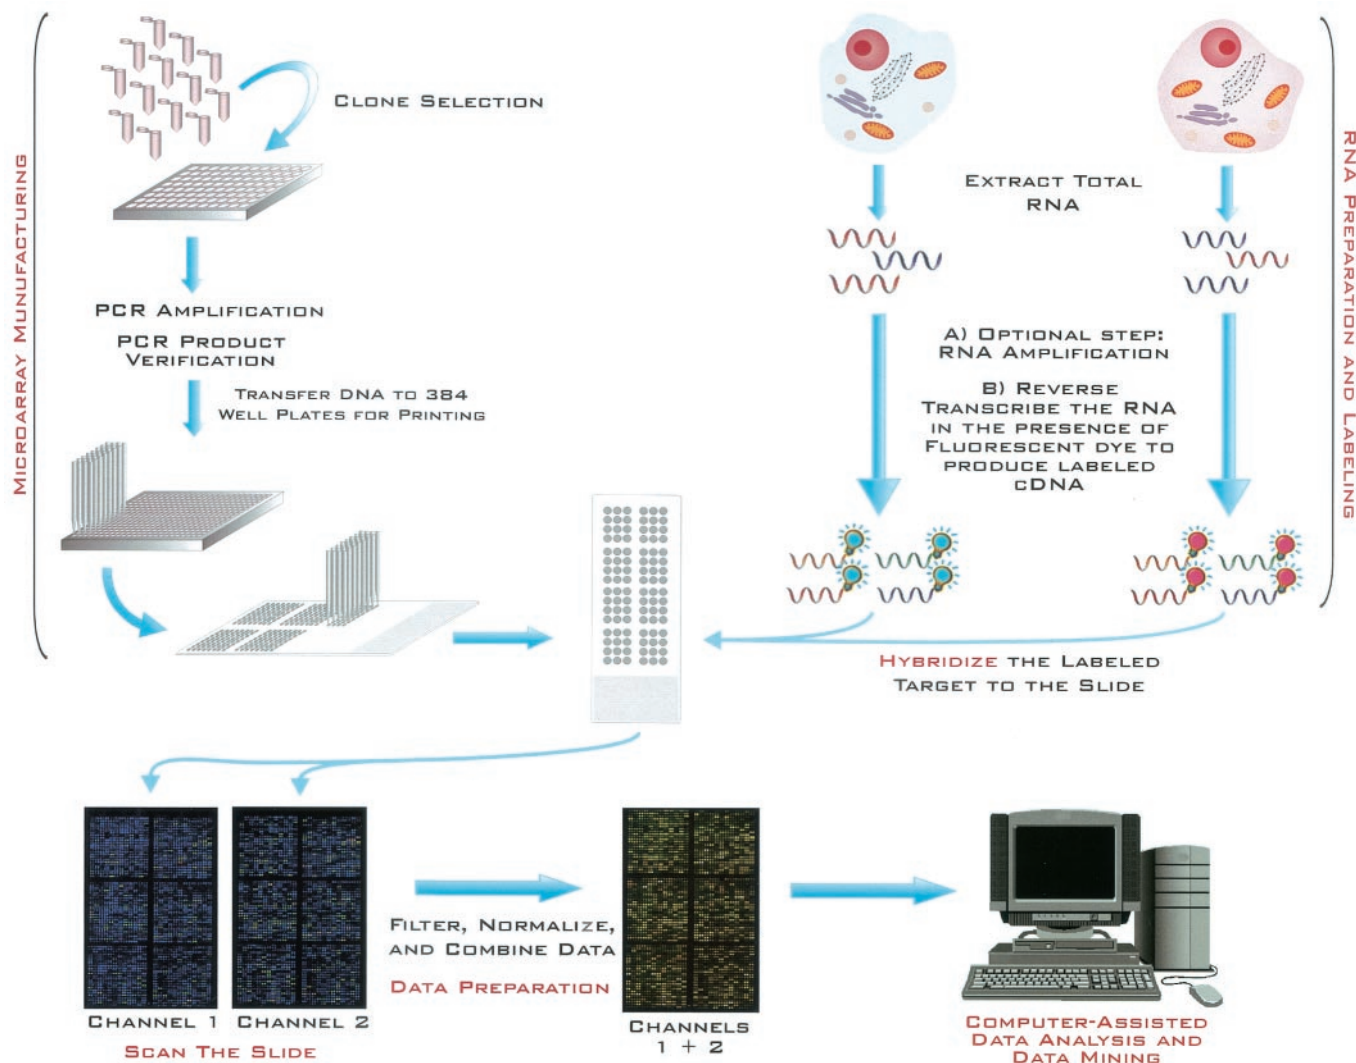 MICROARRAY MUNUFACTURING
CLONE SELECTION
PCR AMPLIFICATION
PCR PRODUCT
VERIFICATION
TRANSFER DNA TO 384
WELL PLATES FOR PRINTING
RNA PREPARATION AND LABELING
EXTRACT TOTAL
RNA
A) OPTIONAL STEP:
RNA AMPLIFICATION
B) REVERSE
TRANSCRIBE THE RNA
IN THE PRESENCE OF
FLUORESCENT DYE TO
PRODUCE LABELED
cDNA
HYBRIDIZE THE LABELED
TARGET TO THE SLIDE
CHANNEL 1
CHANNEL 2
SCAN THE SLIDE
FILTER, NORMALIZE,
AND COMBINE DATA
DATA PREPARATION
CHANNELS
1 + 2
COMPUTER-ASSISTED
DATA ANALYSIS AND
DATA MINING